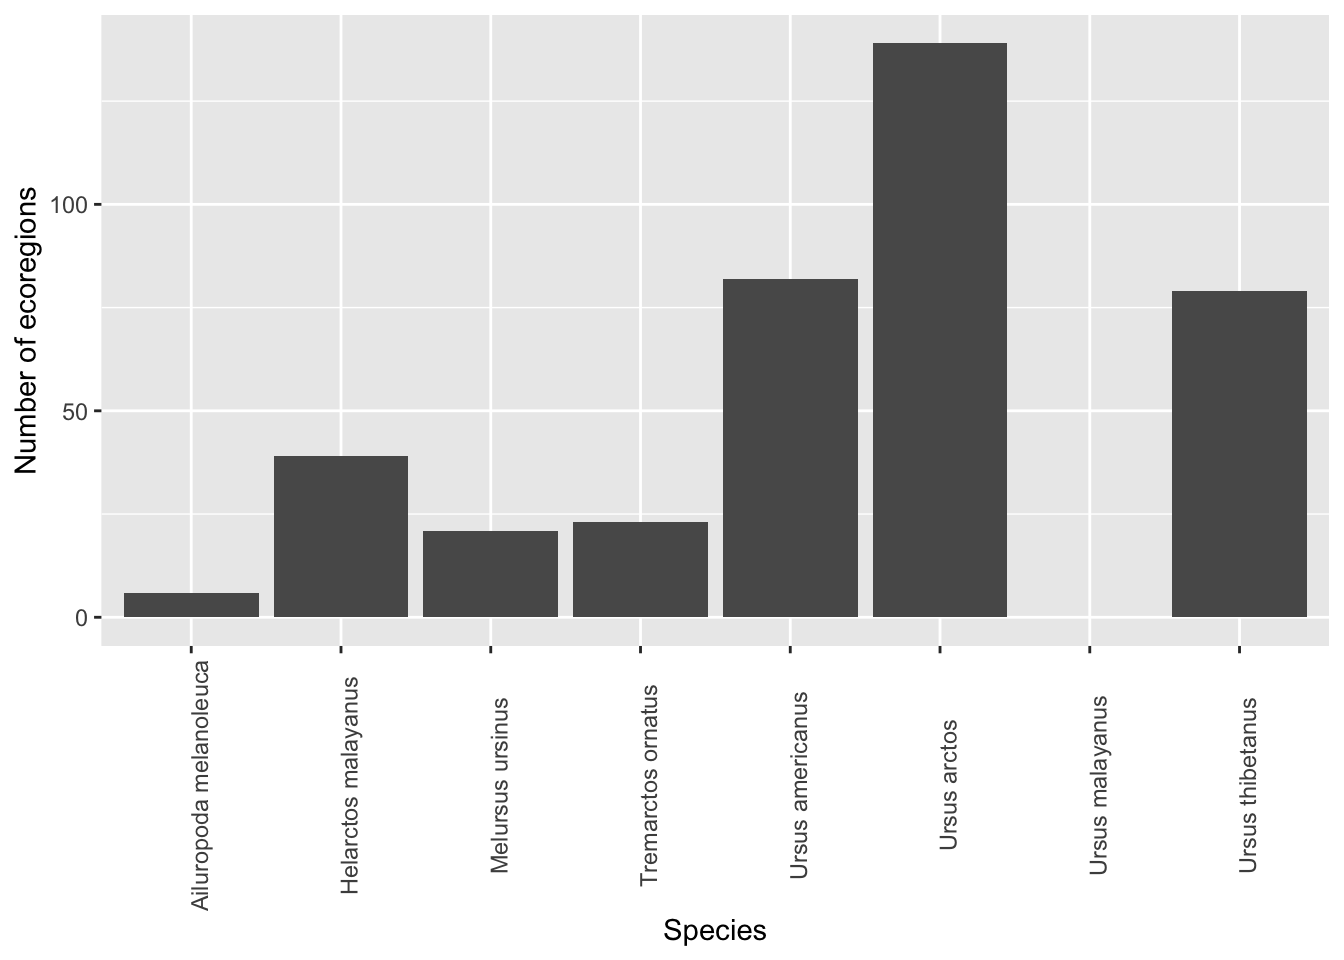 Number of ecoregions
100
50
0
Ailuropoda melanoleuca
Helarctos malayanus
Melursus ursinus
Tremarctos ornatus
Ursus americanus
Ursus arctos
Ursus malayanus
Ursus thibetanus
Species